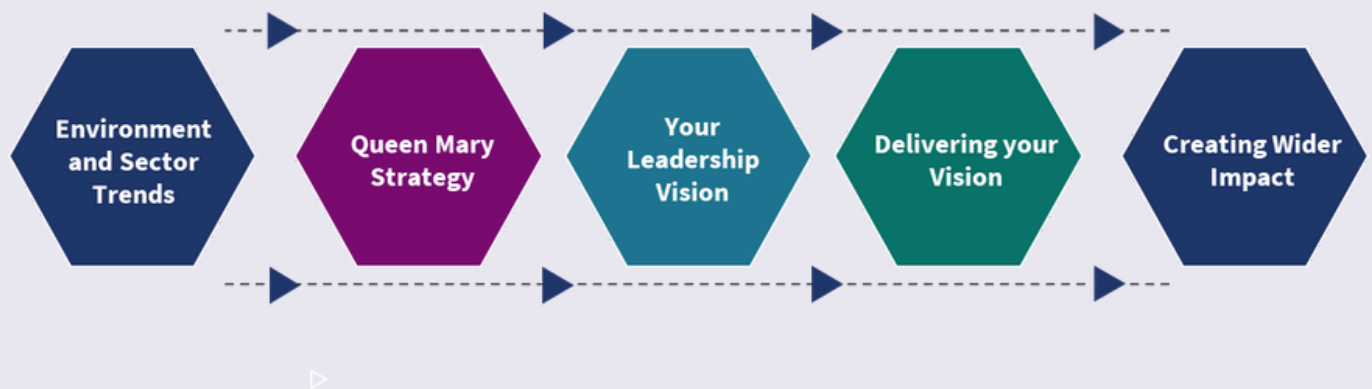 Environment
and Sector
Trends
Queen Mary
Strategy
Your
Leadership
Vision
Delivering your
Vision
Creating Wider
Impact